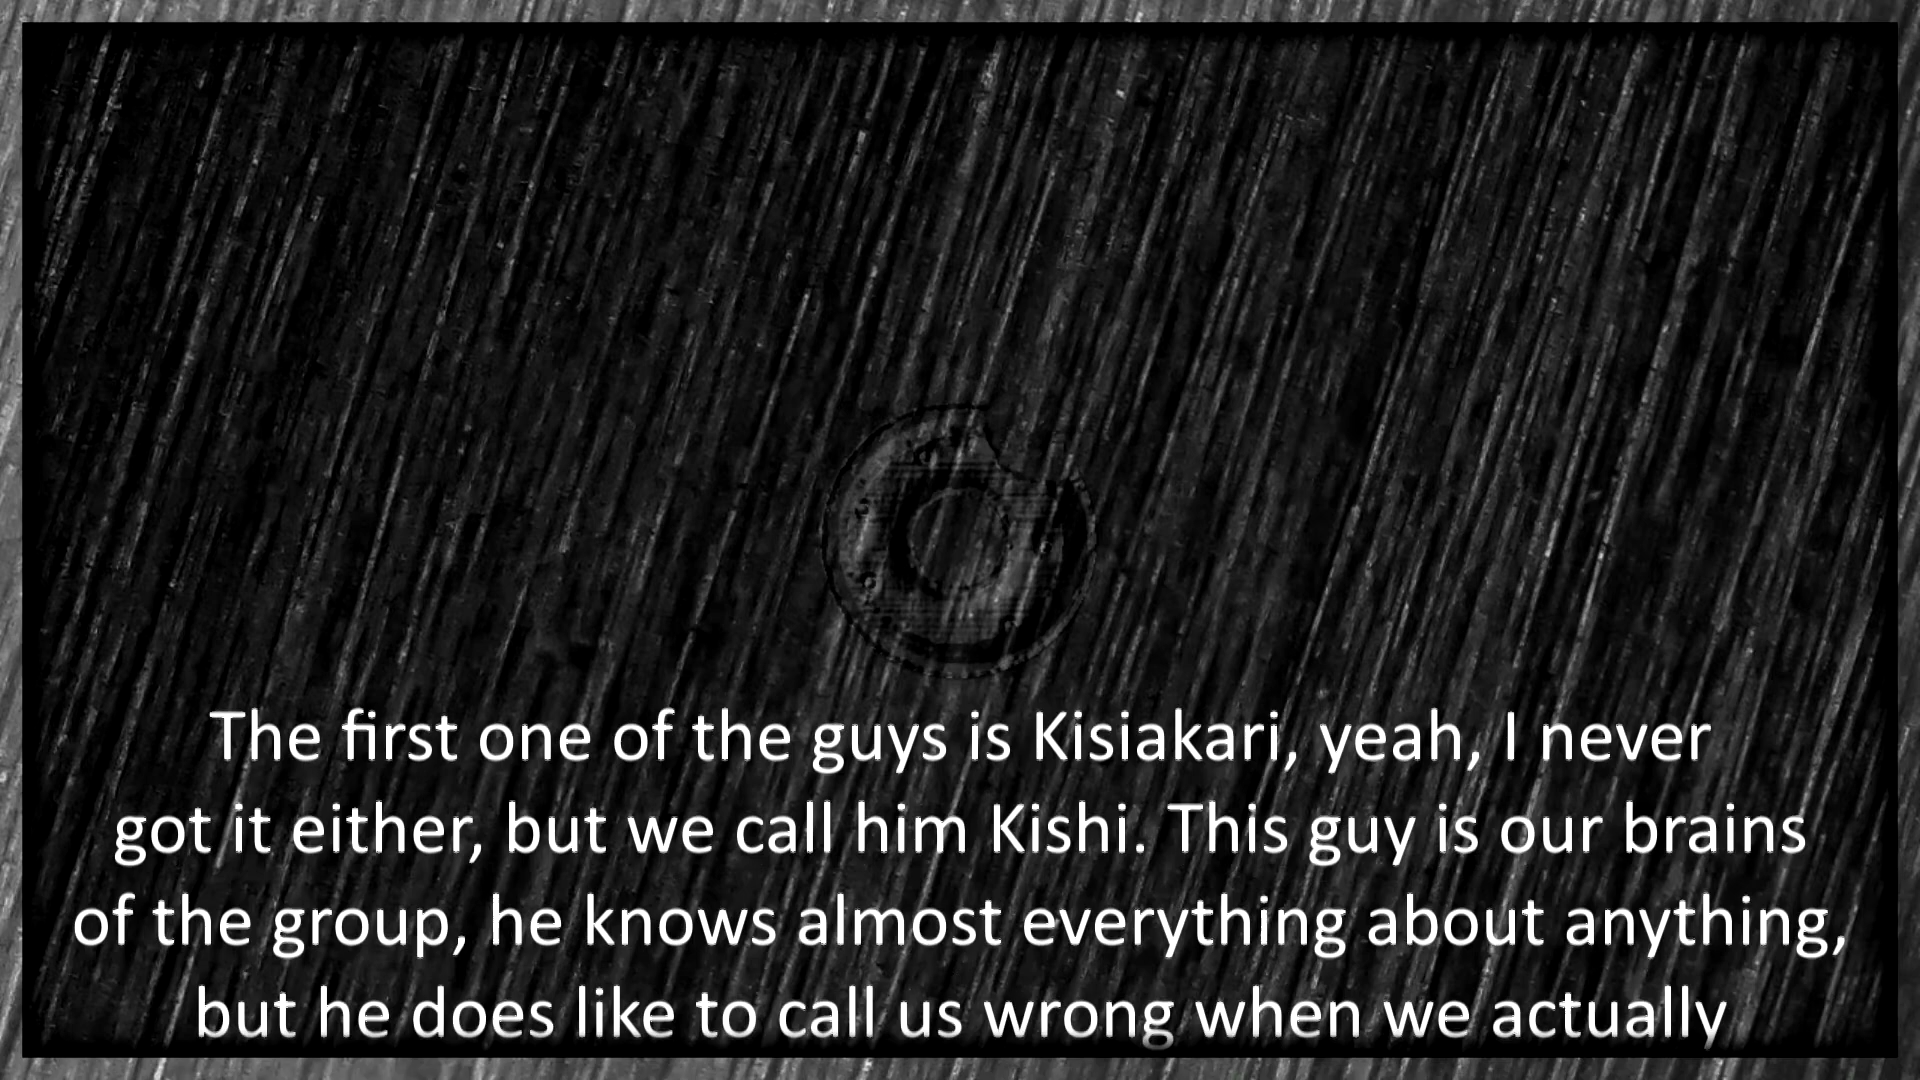 The first one of the guys is Kisiakari, yeah, I never
got it either, but we call him Kishi. This guy is our brains
of the group, he knows almost everything about anything,
but he does like to call us wrong when we actually